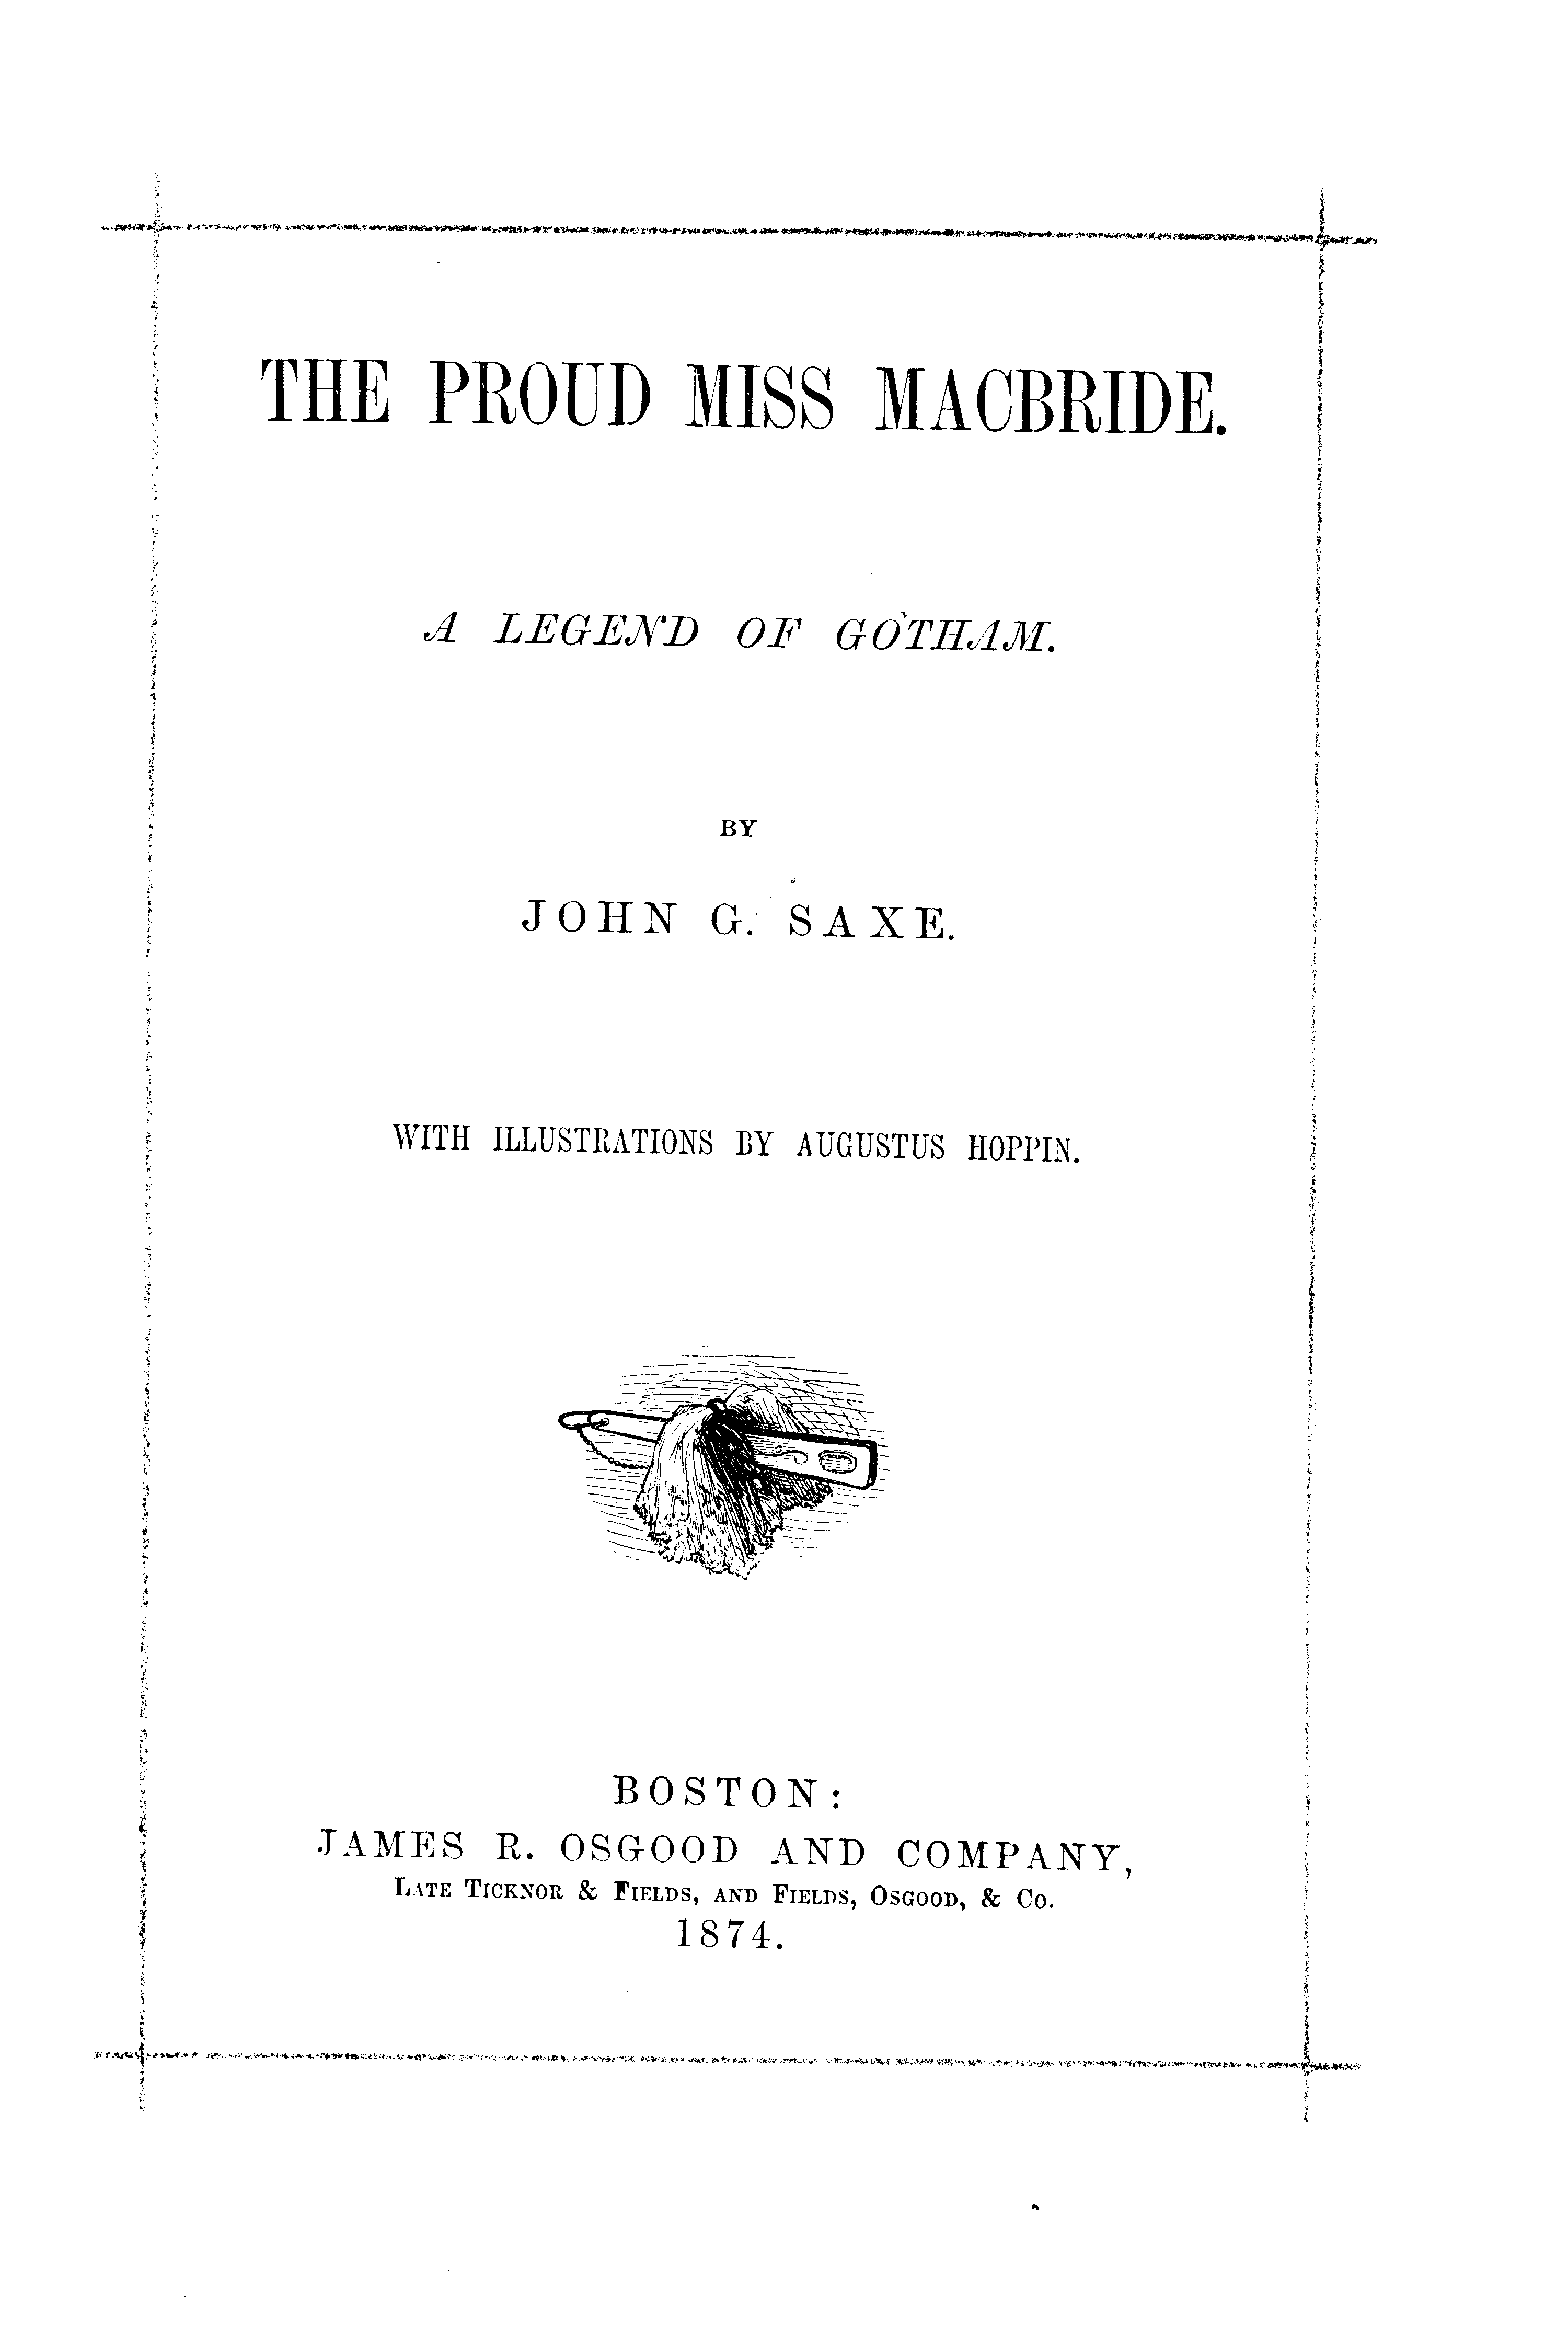 THE PROUD MISS MACBRIDE.
A LEGEND OF GOTHAM.
BY
JOHN G. SAXE.
WITH ILLUSTRATIONS BY AUGUSTUS HOPPIN.
BOSTON:
JAMES R. OSGOOD AND COMPANY,
LATE TICKNOR & FIELDS, AND FIELDS, OSGOOD, & CO.
1874.